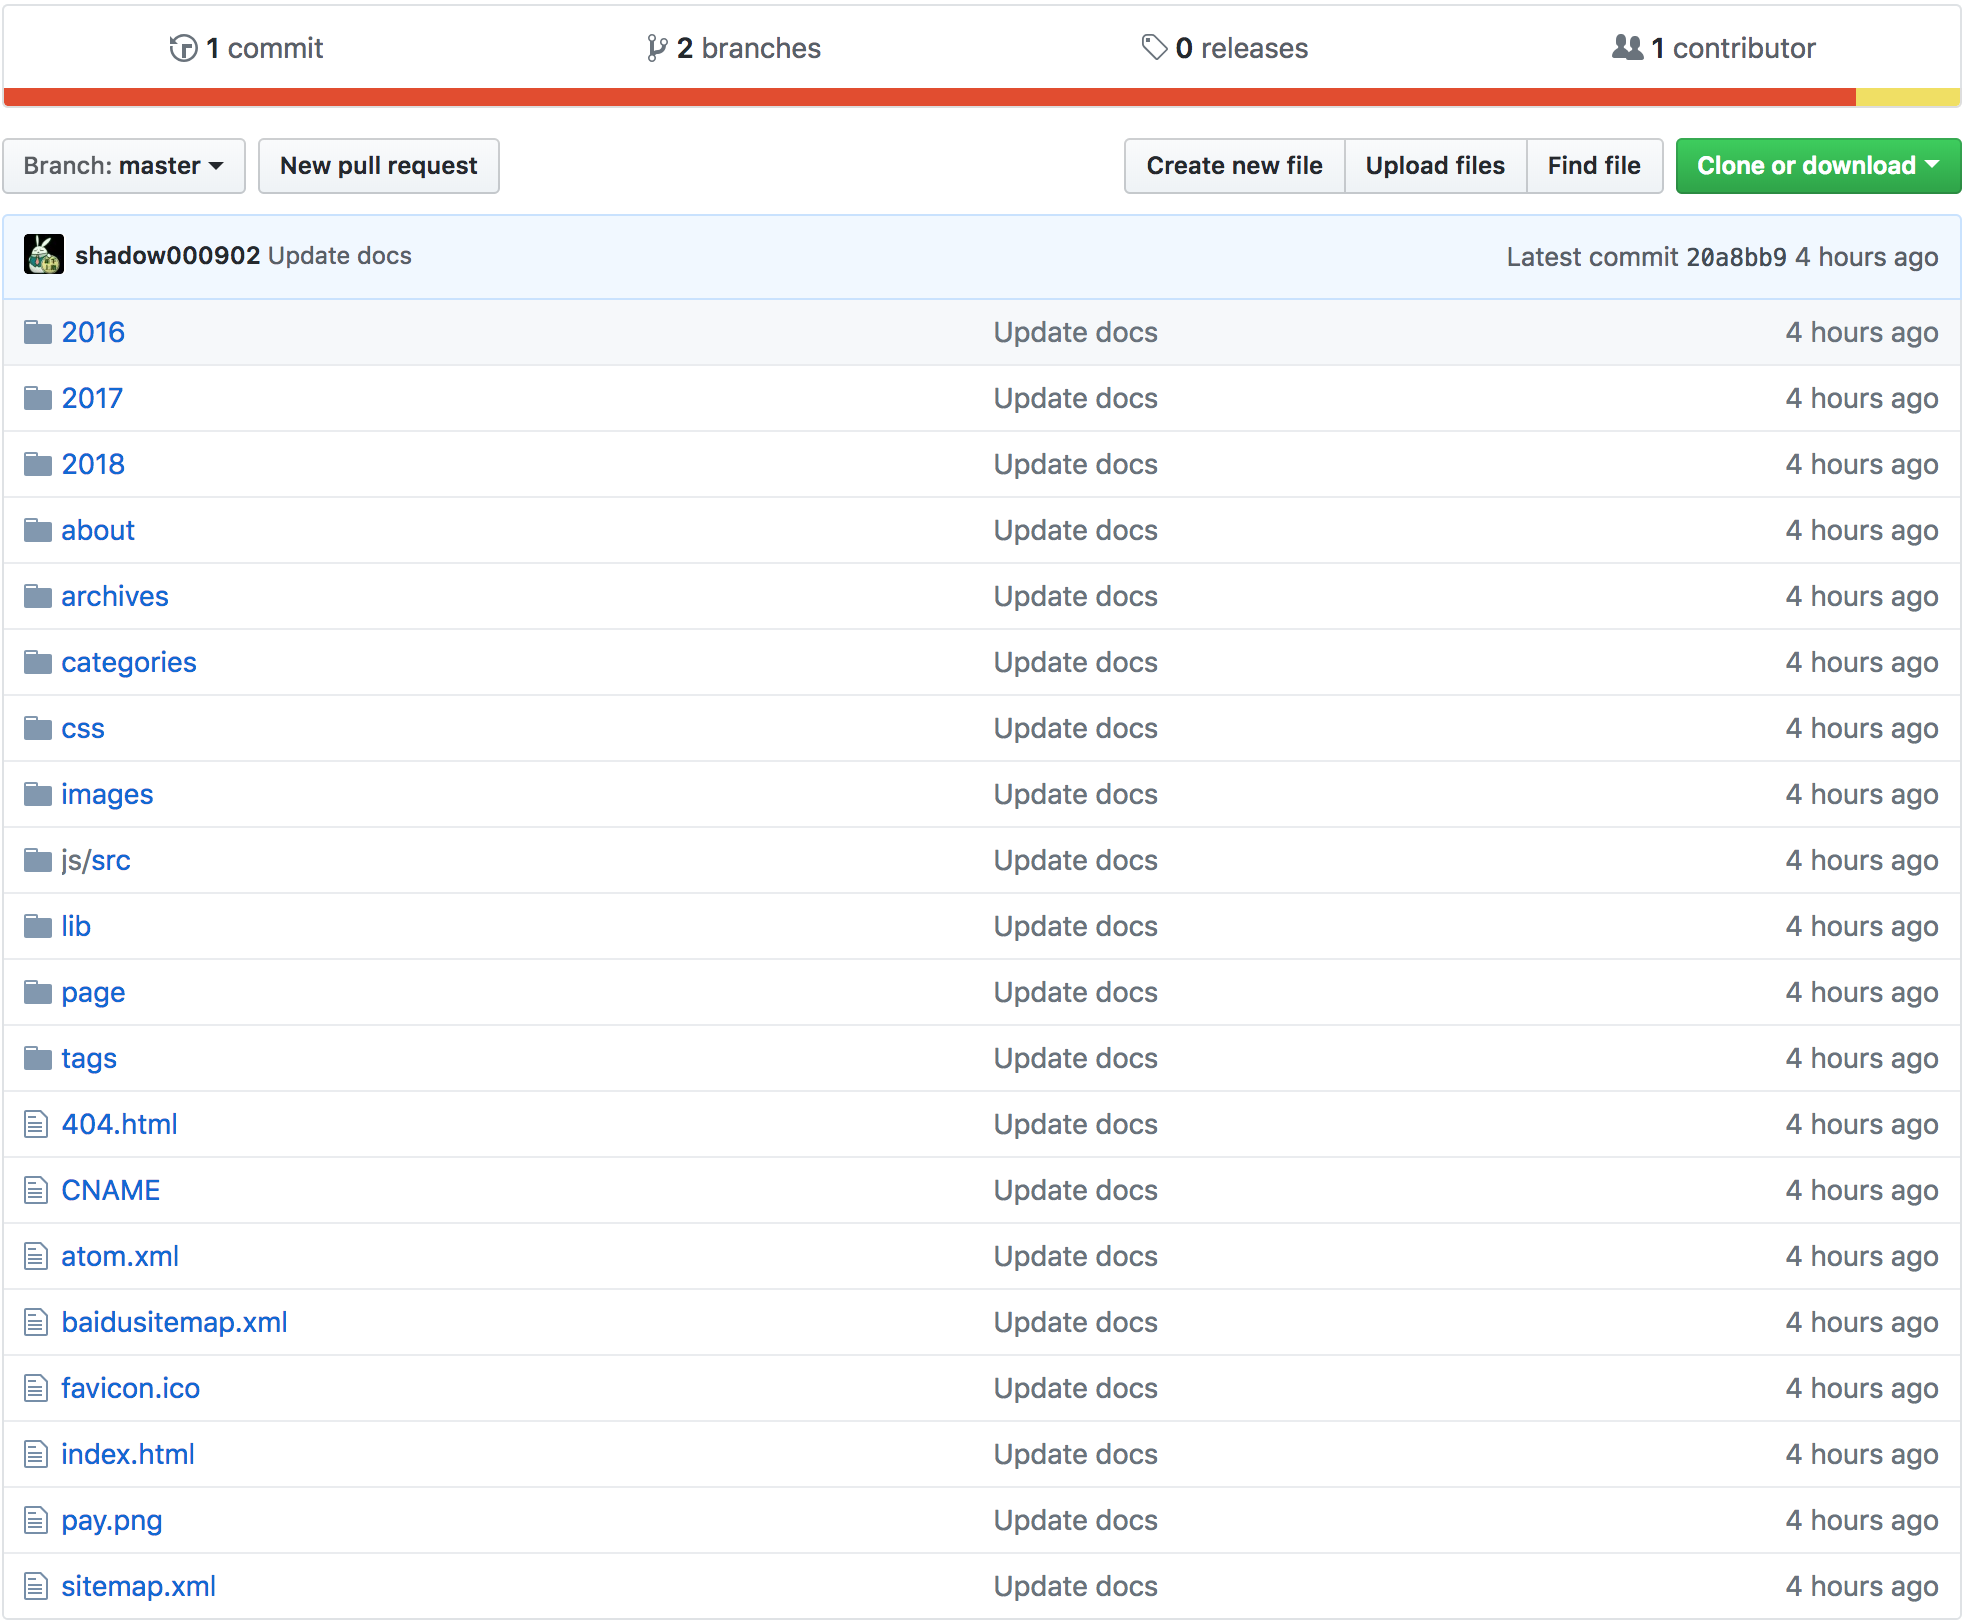 1 commit 2 branches 0 releases 1 contributor
Branch: master New pull request Create new file Upload files Find file Clone or download
shadow000902 Update docs Latest commit 20a8bb9 4 hours ago
2016 Update docs 4 hours ago
2017 Update docs 4 hours ago
2018 Update docs 4 hours ago
about Update docs 4 hours ago
archives Update docs 4 hours ago
categories Update docs 4 hours ago
css Update docs 4 hours ago
images Update docs 4 hours ago
js/src Update docs 4 hours ago
lib Update docs 4 hours ago
page Update docs 4 hours ago
tags Update docs 4 hours ago
404.html Update docs 4 hours ago
CNAME Update docs 4 hours ago
atom.xml Update docs 4 hours ago
baidusitemap.xml Update docs 4 hours ago
favicon.ico Update docs 4 hours ago
index.html Update docs 4 hours ago
pay.png Update docs 4 hours ago
sitemap.xml Update docs 4 hours ago